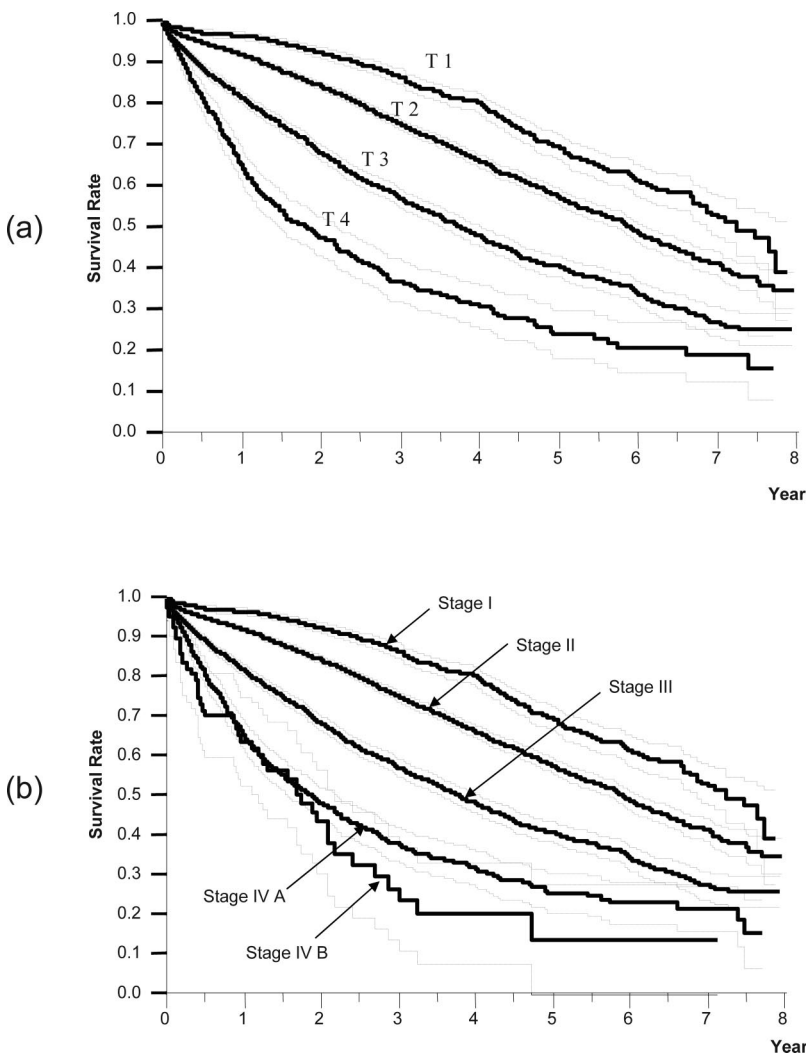 (a)
Survival Rate
1.0
0.9
0.8
0.7
0.6
0.5
0.4
0.3
0.2
0.1
0.0
T 1
T 2
T 3
T 4
0 1 2 3 4 5 6 7 8
Year
(b)
Survival Rate
1.0
0.9
0.8
0.7
0.6
0.5
0.4
0.3
0.2
0.1
0.0
Stage I
Stage II
Stage III
Stage IV A
Stage IV B
0 1 2 3 4 5 6 7 8
Year